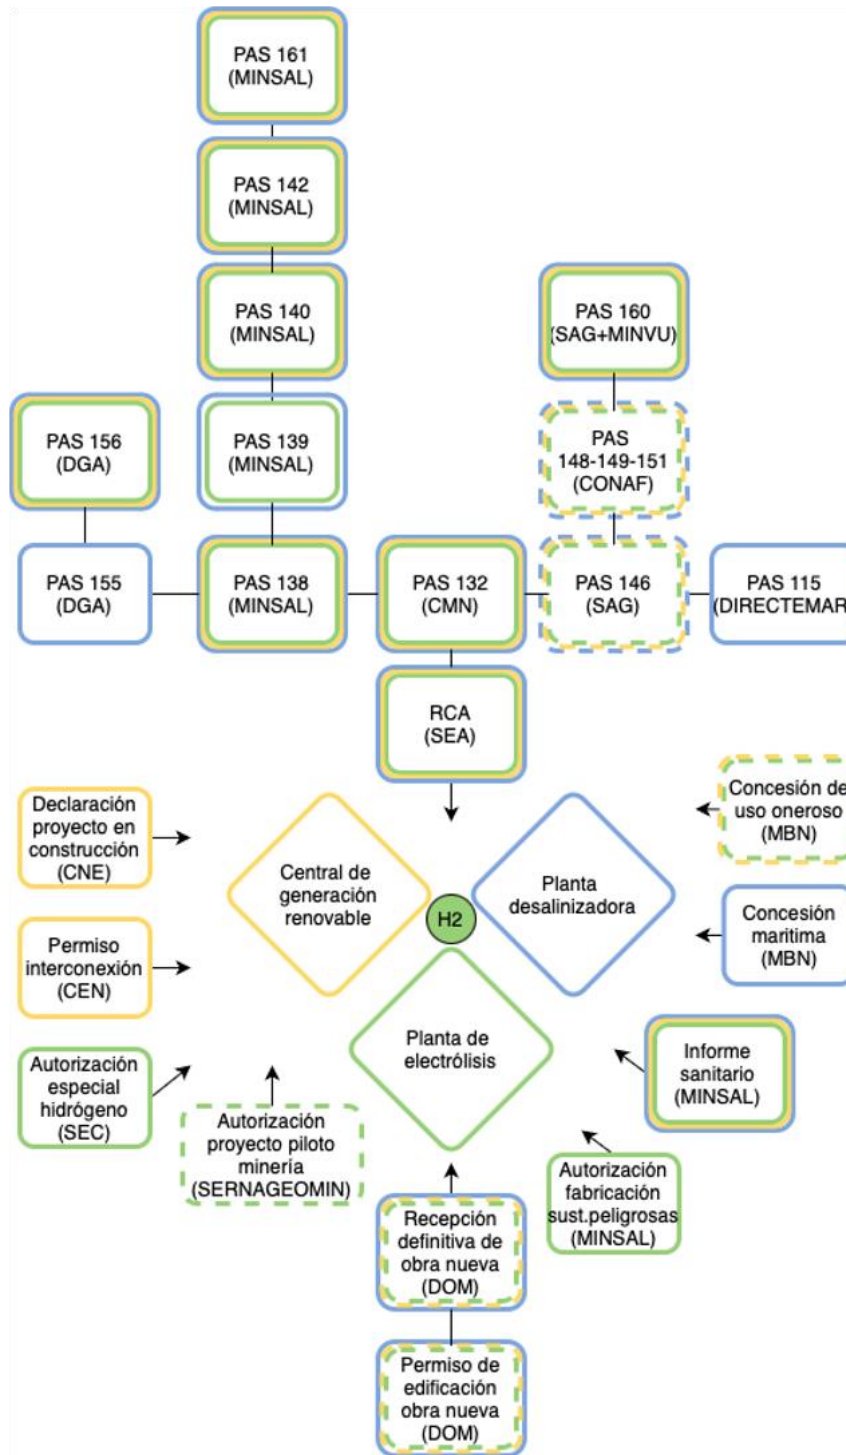 PAS 161
(MINSAL)
PAS 142
(MINSAL)
PAS 140
(MINSAL)
PAS 160
(SAG+MINVU)
PAS 156
(DGA)
PAS 139
(MINSAL)
PAS
148-149-151
(CONAF)
PAS 155
(DGA)
PAS 138
(MINSAL)
PAS 132
(CMN)
PAS 146
(SAG)
PAS 115
(DIRECTEMAR)
RCA
(SEA)
Declaración
proyecto en
construcción
(CNE)
Central de
generación
renovable
H2
Planta
desalinizadora
Concesión de
uso oneroso
(MBN)
Permiso
interconexión
(CEN)
Concesión
maritima
(MBN)
Planta de
electrólisis
Autorización
especial
hidrógeno
(SEC)
Informe
sanitario
(MINSAL)
Autorización
proyecto piloto
minería
(SERNAGEOMIN)
Autorización
fabricación
sust.peligrosas
(MINSAL)
Recepción
definitiva de
obra nueva
(DOM)
Permiso de
edificación
obra nueva
(DOM)